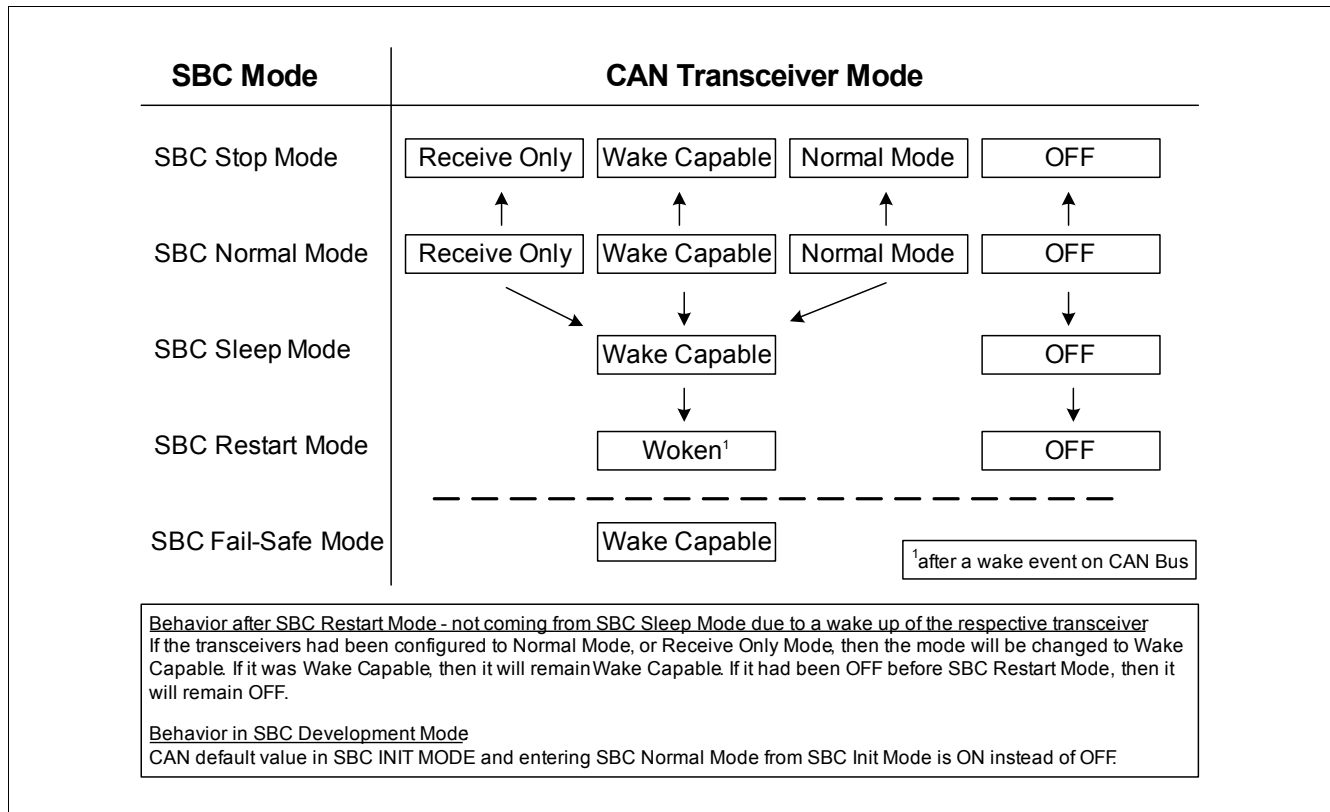 SBC Mode CAN Transceiver Mode
SBC Stop Mode Receive Only Wake Capable Normal Mode OFF
SBC Normal Mode Receive Only Wake Capable Normal Mode OFF
SBC Sleep Mode Wake Capable OFF
SBC Restart Mode Woken¹ OFF
SBC Fail-Safe Mode Wake Capable
¹after a wake event on CAN Bus
Behavior after SBC Restart Mode - not coming from SBC Sleep Mode due to a wake up of the respective transceiver
If the transceivers had been configured to Normal Mode, or Receive Only Mode, then the mode will be changed to Wake
Capable. If it was Wake Capable, then it will remain Wake Capable. If it had been OFF before SBC Restart Mode, then it
will remain OFF.
Behavior in SBC Development Mode
CAN default value in SBC INIT MODE and entering SBC Normal Mode from SBC Init Mode is ON instead of OFF.